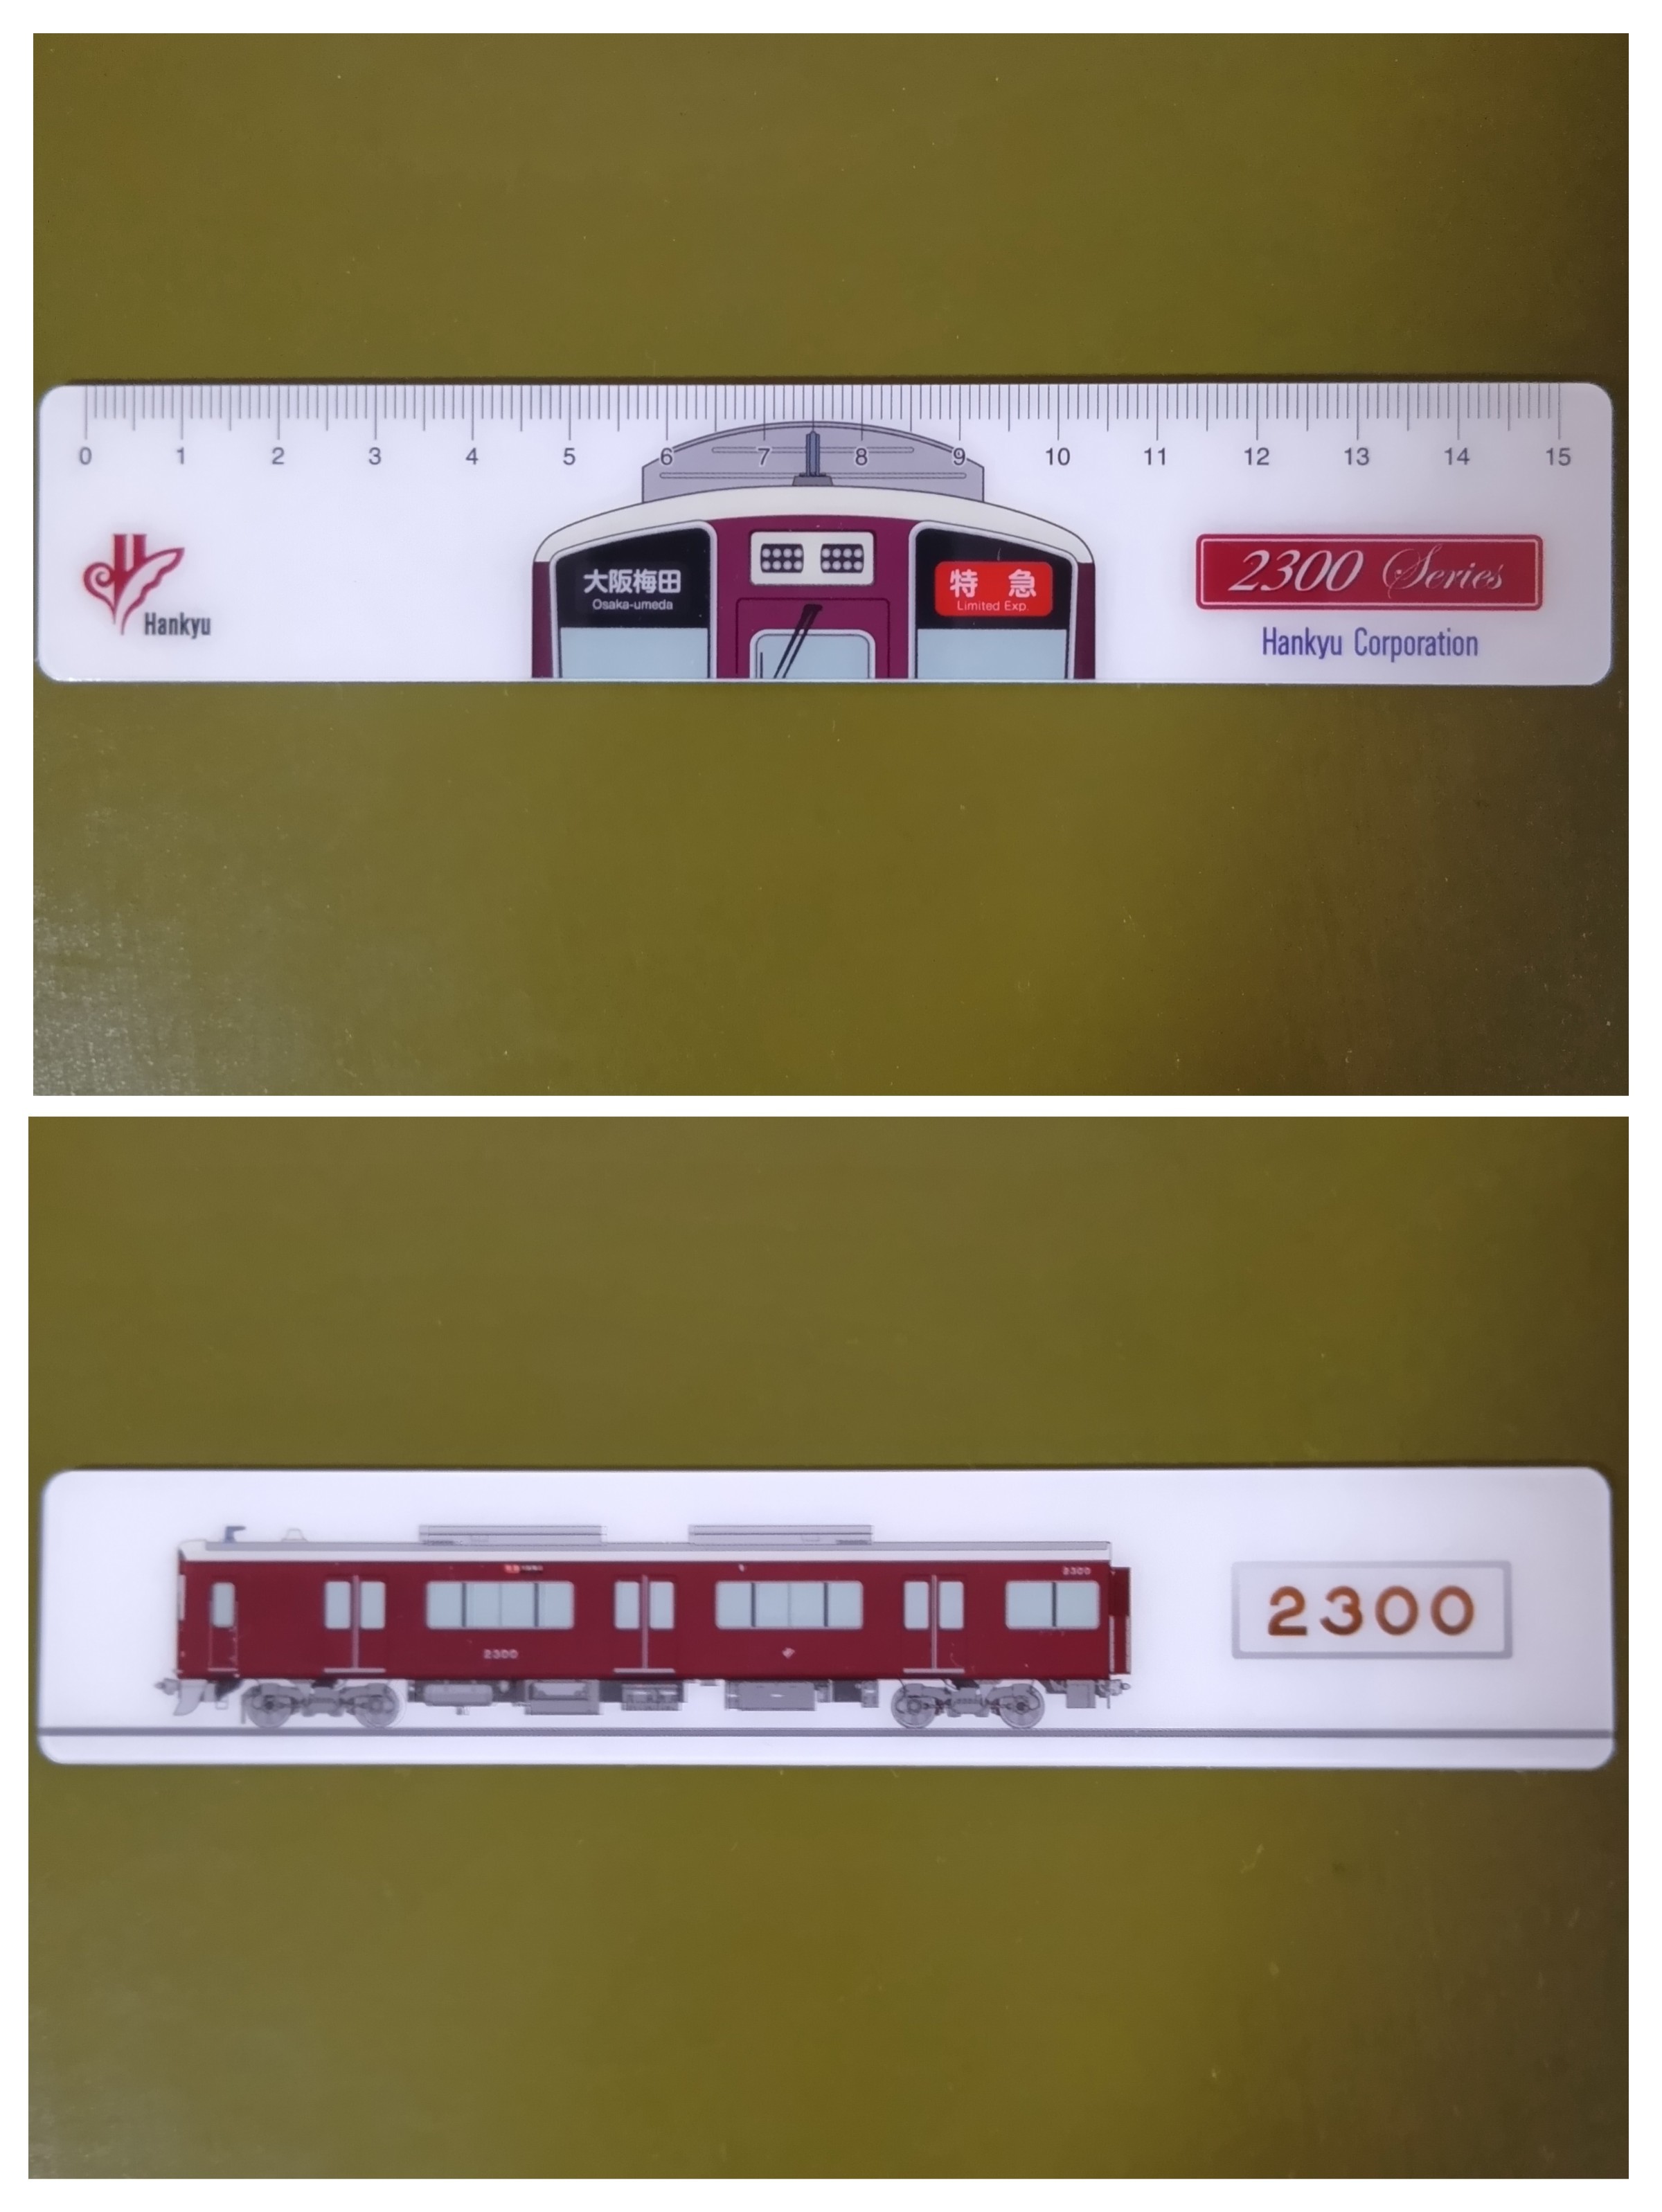 0 1 2 3 4 5 6 7 8 9 10 11 12 13 14 15
Hankyu
大阪梅田
Osaka-umeda
特急
Limited Exp.
2300 Series
Hankyu Corporation
2300
2300
2300